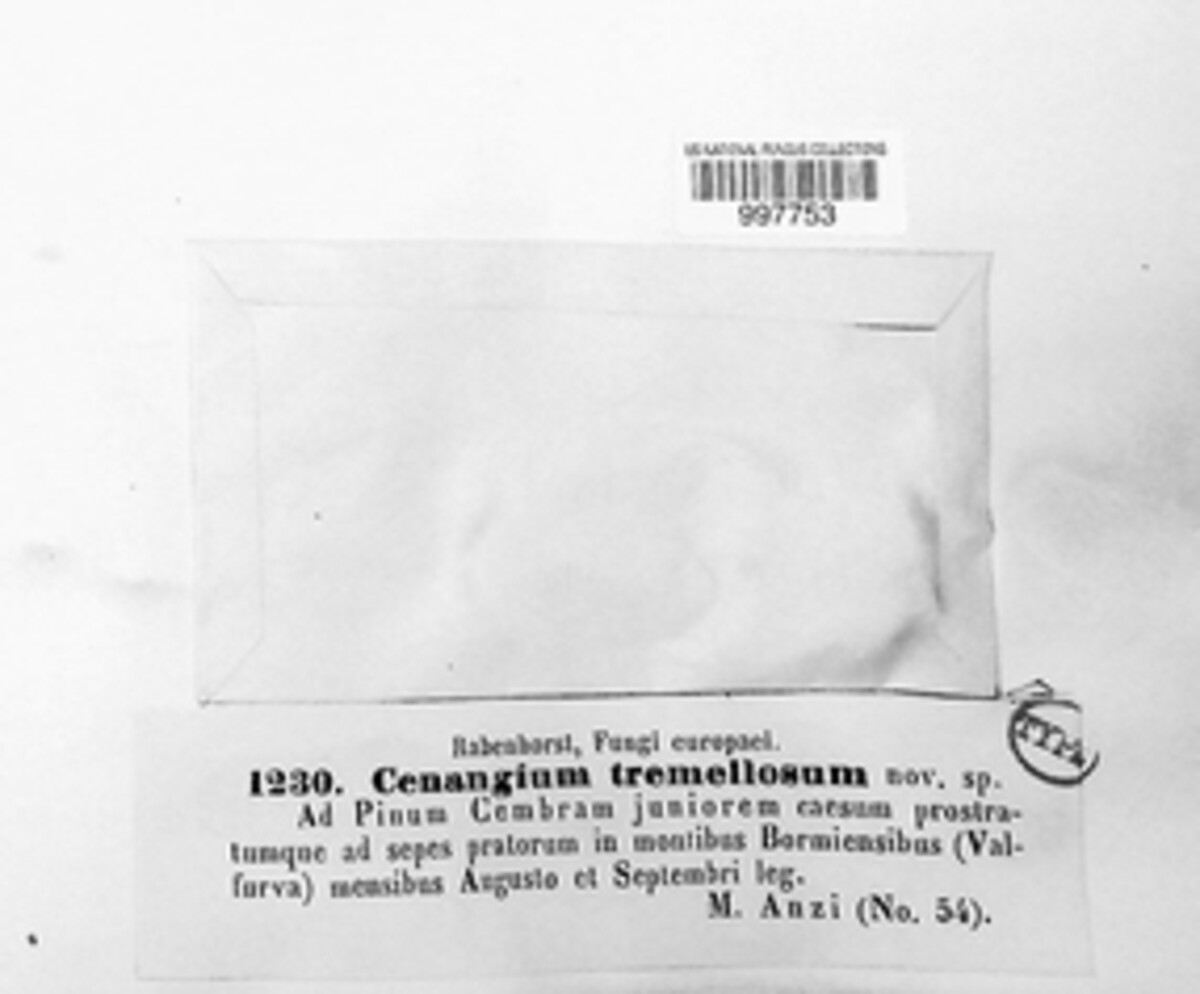 US NATIONAL FUNGUS COLLECTIONS
997753
TYPE
Rabenhorst, Fungi europaei.
1230. Cenangium tremellosum nov. sp.
Ad Pinum Cembram juniorem caesum prostra-
tumque ad sepes pratorum in montibus Bormiensibus (Val-
furva) mensibus Augusto et Septembri leg.
M. Anzi (No. 54).